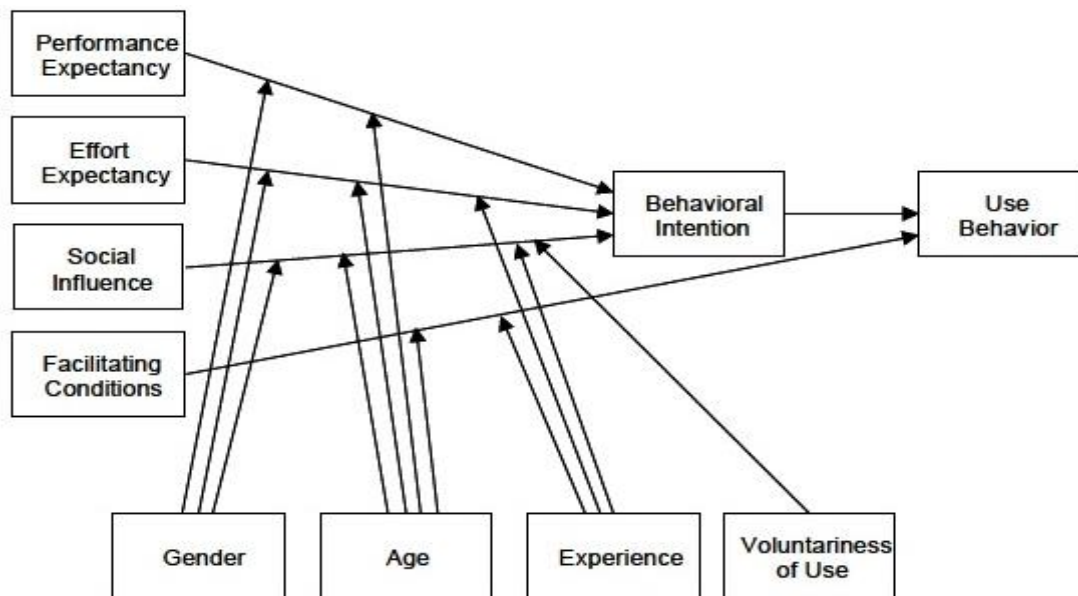 Performance
Expectancy
Effort
Expectancy
Social
Influence
Facilitating
Conditions
Behavioral
Intention
Use
Behavior
Gender
Age
Experience
Voluntariness
of Use